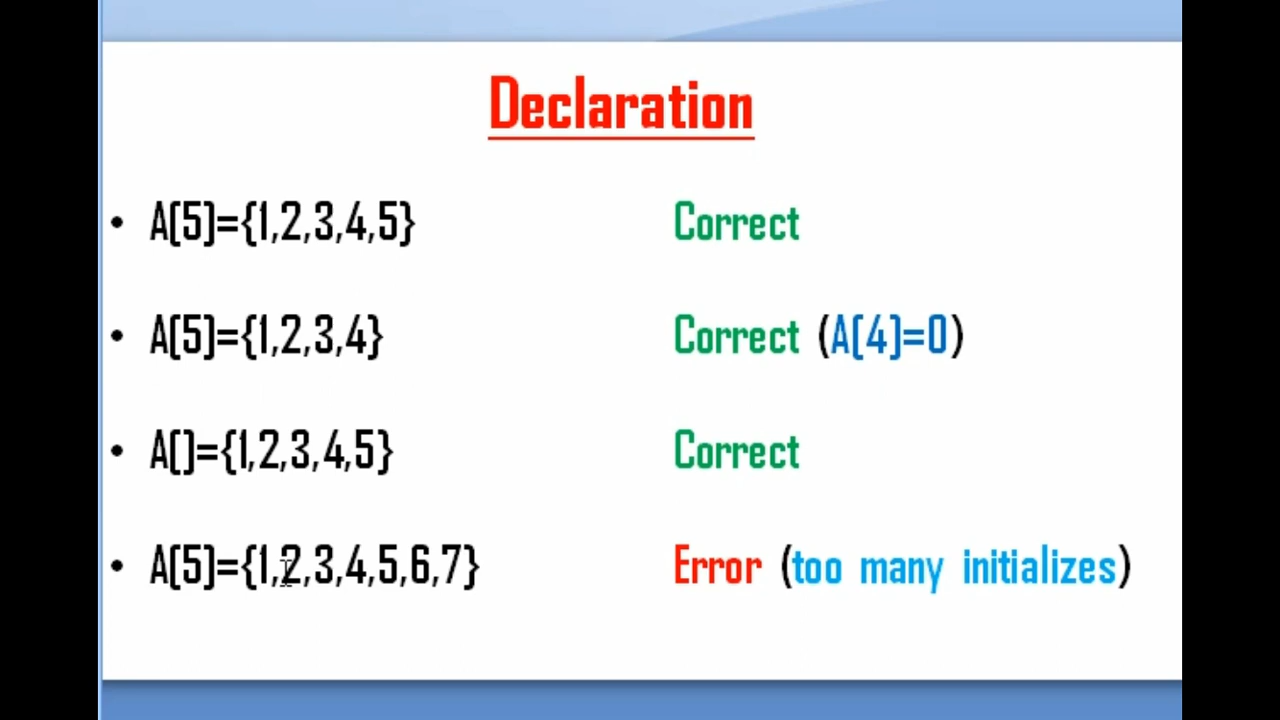 Declaration
• A[5]={1,2,3,4,5} Correct
• A[5]={1,2,3,4} Correct (A[4]=0)
• A[]={1,2,3,4,5} Correct
• A[5]={1,2,3,4,5,6,7} Error (too many initializes)